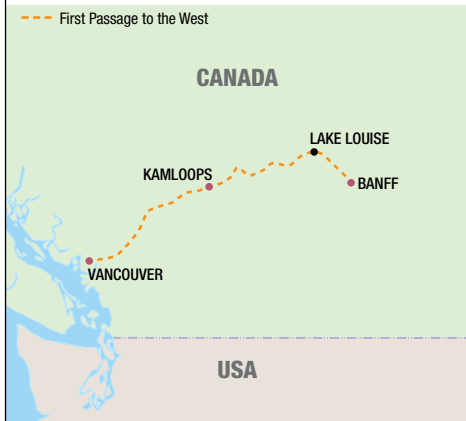 First Passage to the West
CANADA
LAKE LOUISE
KAMLOOPS
BANFF
VANCOUVER
USA